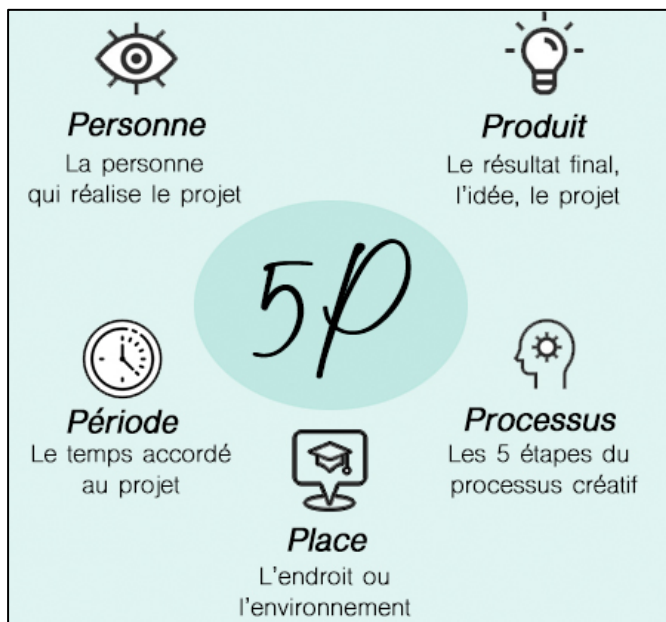 Personne
La personne
qui réalise le projet
Produit
Le résultat final,
l'idée, le projet
5P
Période
Le temps accordé
au projet
Processus
Les 5 étapes du
processus créatif
Place
L'endroit ou
l'environnement